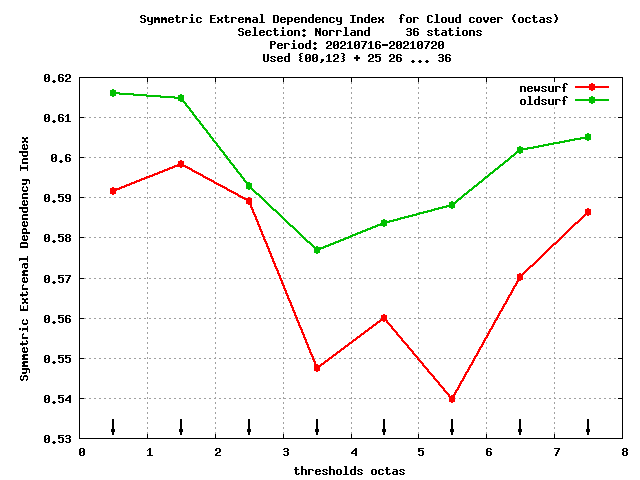 Symmetric Extremal Dependency Index  for Cloud cover (octas)
Selection: Norrland     36 stations
Period: 20210716-20210720
Used {00,12} + 25 26 ... 36
newsurf
oldsurf
Symmetric Extremal Dependency Index
0,62
0,61
0,6
0,59
0,58
0,57
0,56
0,55
0,54
0,53
0 1 2 3 4 5 6 7 8
thresholds octas